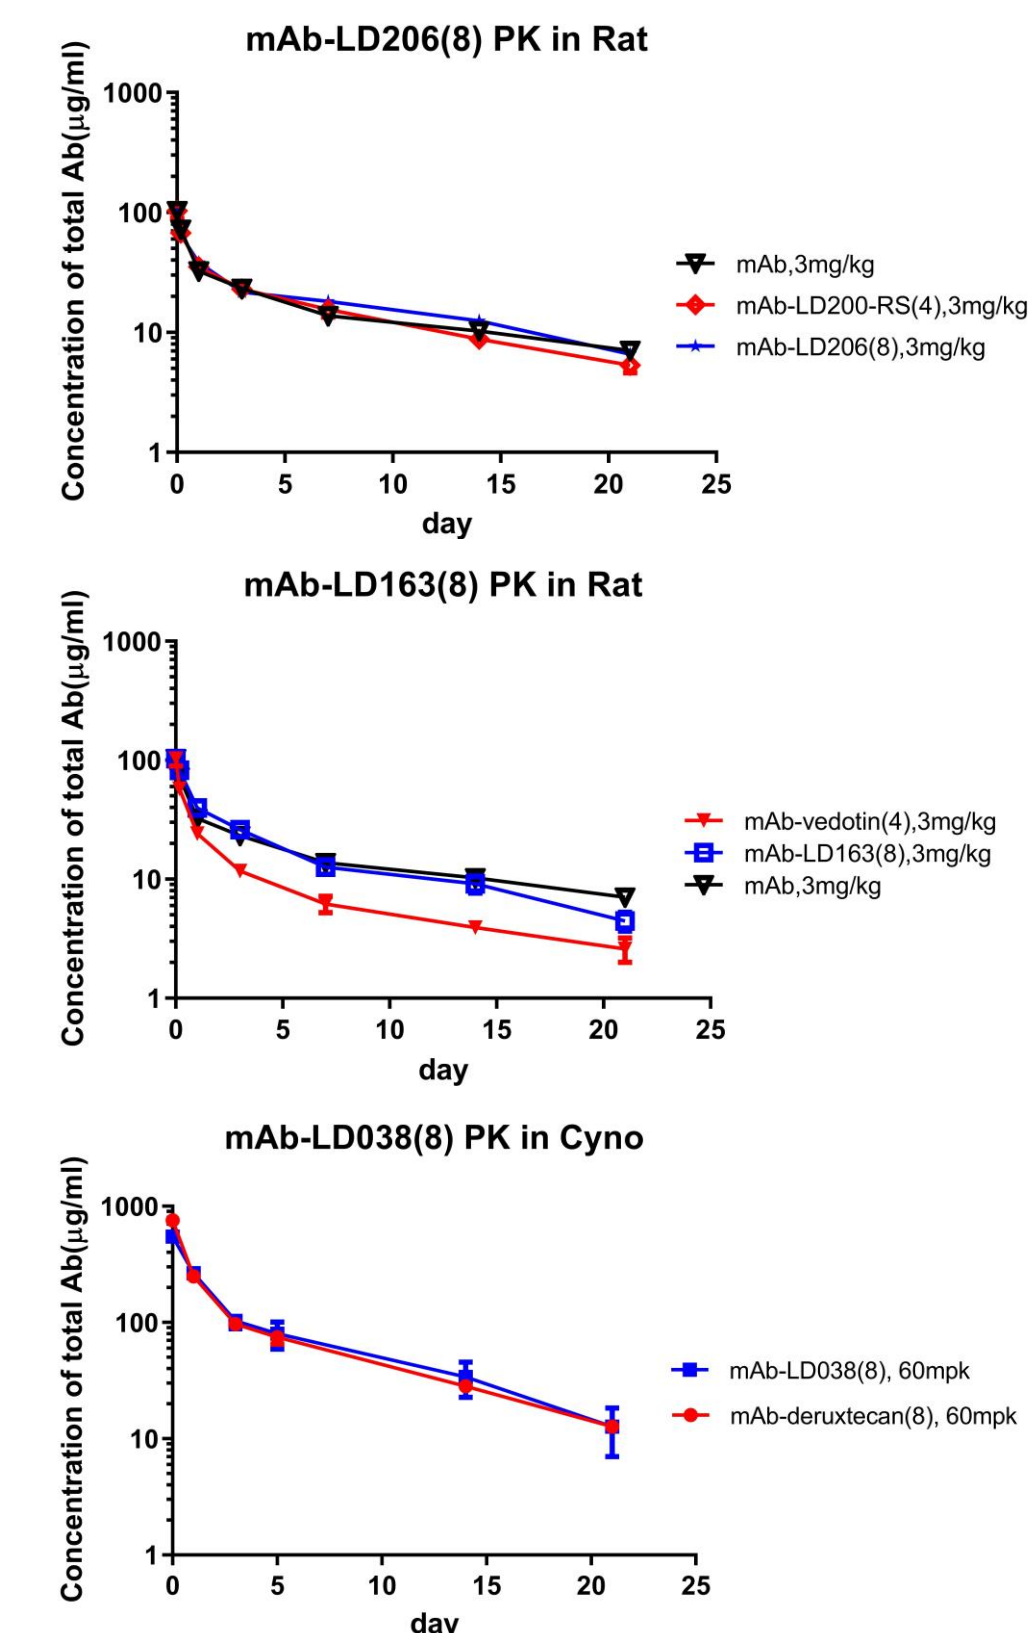 mAb-LD206(8) PK in Rat
Concentration of total Ab(μg/ml)
1000
100
10
1
0 5 10 15 20 25
day
mAb,3mg/kg
mAb-LD200-RS(4),3mg/kg
mAb-LD206(8),3mg/kg
mAb-LD163(8) PK in Rat
Concentration of total Ab(μg/ml)
1000
100
10
1
0 5 10 15 20 25
day
mAb-vedotin(4),3mg/kg
mAb-LD163(8),3mg/kg
mAb,3mg/kg
mAb-LD038(8) PK in Cyno
Concentration of total Ab(μg/ml)
1000
100
10
1
0 5 10 15 20 25
day
mAb-LD038(8), 60mpk
mAb-deruxtecan(8), 60mpk